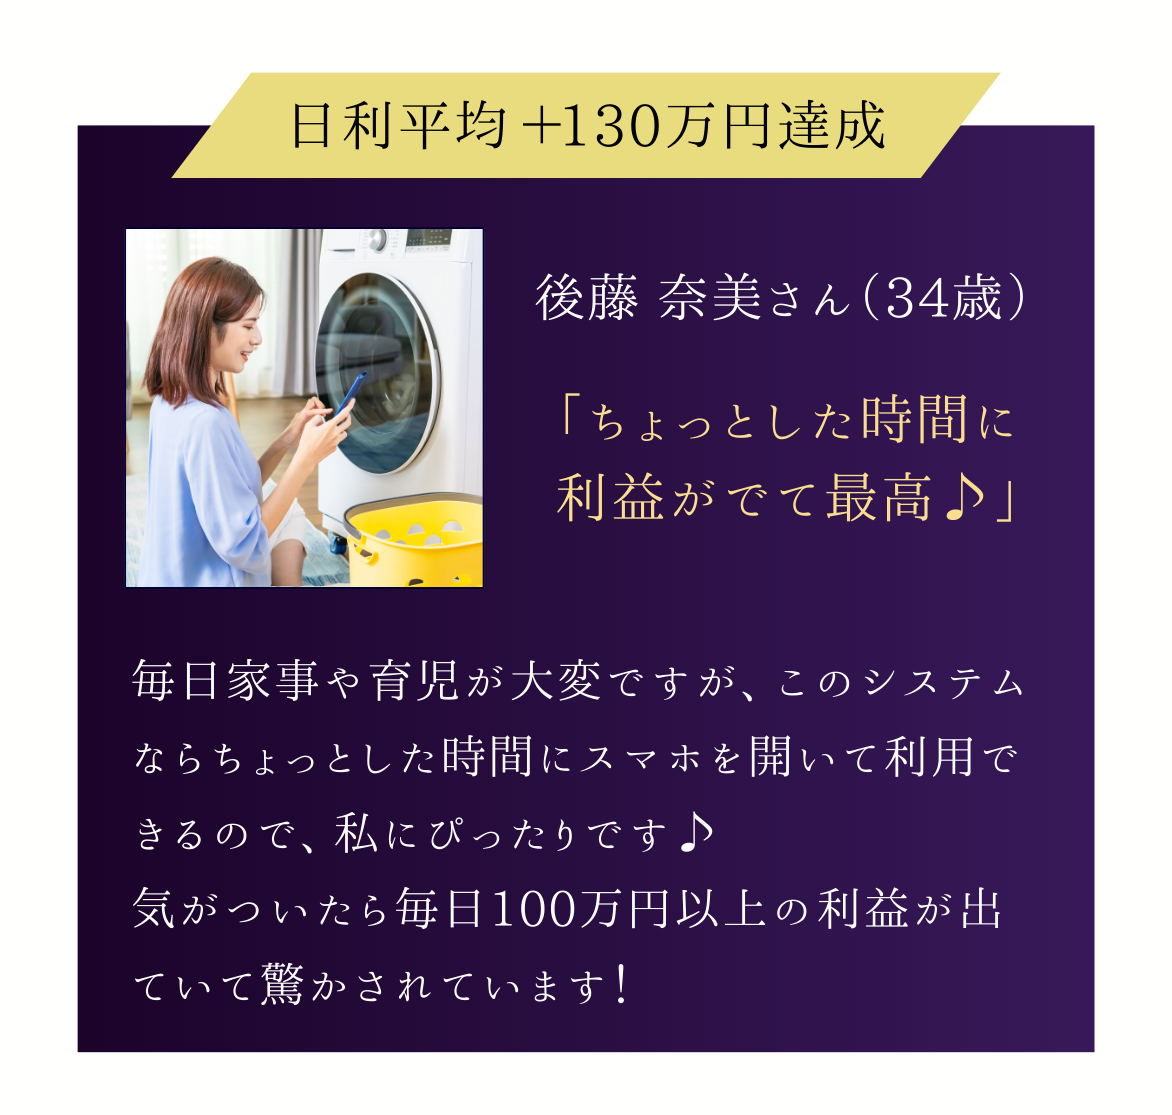 日利平均+130万円達成
後藤 奈美さん(34歳)
「ちょっとした時間に
利益がでて最高♪」
毎日家事や育児が大変ですが、このシステム
ならちょっとした時間にスマホを開いて利用で
きるので、私にぴったりです♪
気がついたら毎日100万円以上の利益が出
ていて驚かされています!